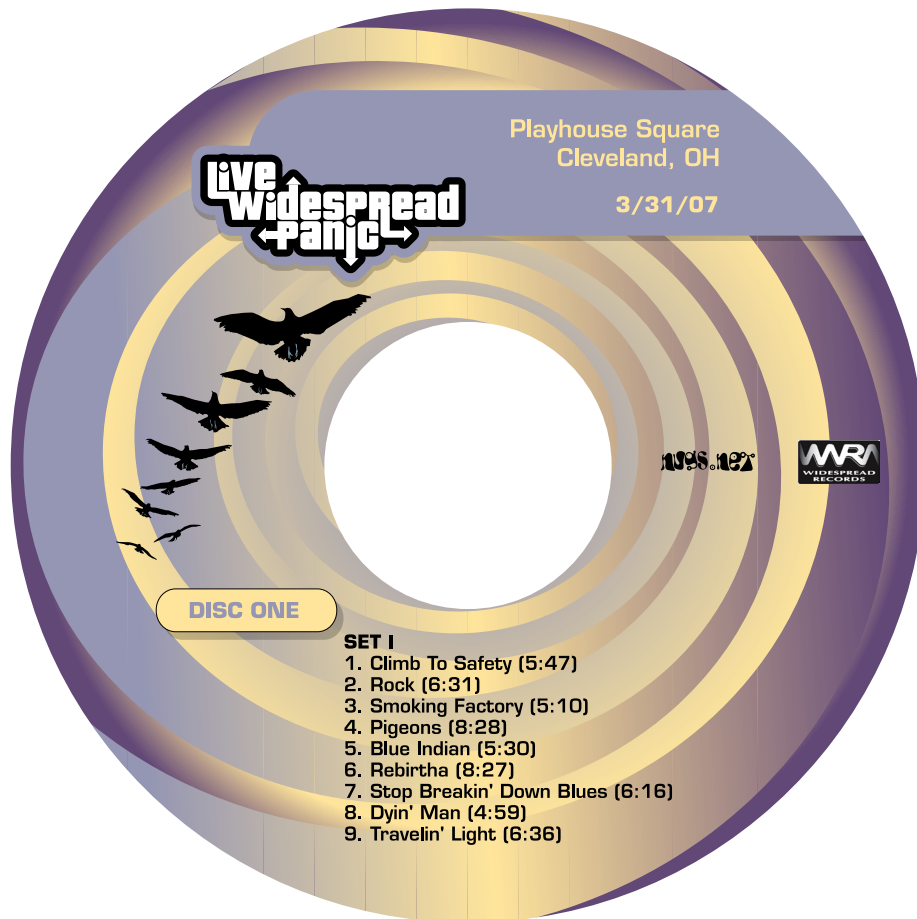 Playhouse Square
Cleveland, OH
3/31/07
Live
Widespread
Panic
nugs.net
WR
WIDESPREAD
RECORDS
DISC ONE
SET I
1. Climb To Safety (5:47)
2. Rock (6:31)
3. Smoking Factory (5:10)
4. Pigeons (8:28)
5. Blue Indian (5:30)
6. Rebirtha (8:27)
7. Stop Breakin' Down Blues (6:16)
8. Dyin' Man (4:59)
9. Travelin' Light (6:36)